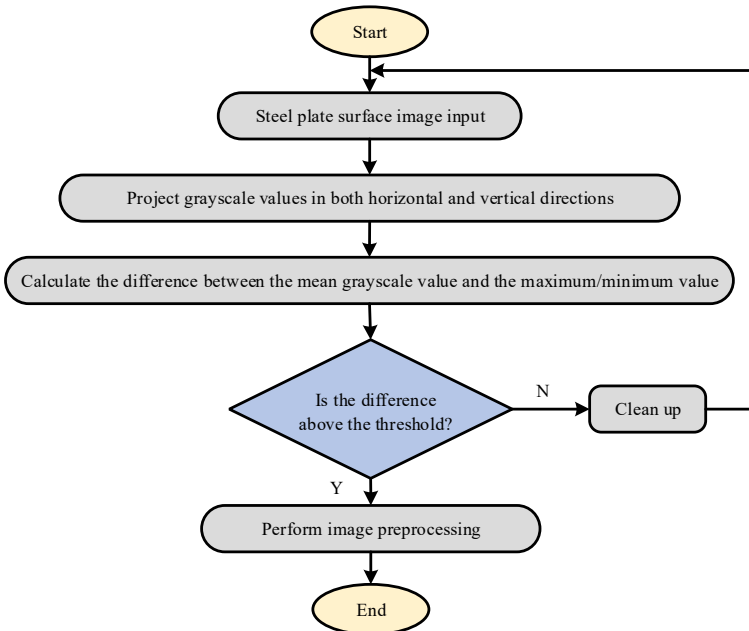 Start
Steel plate surface image input
Project grayscale values in both horizontal and vertical directions
Calculate the difference between the mean grayscale value and the maximum/minimum value
Is the difference
above the threshold?
N
Clean up
Y
Perform image preprocessing
End